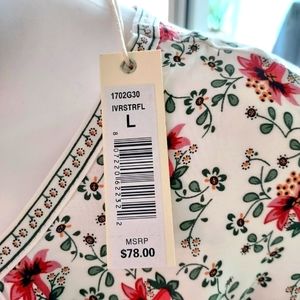 1702G30
IVRSTRFL
L
MSRP
$78.00